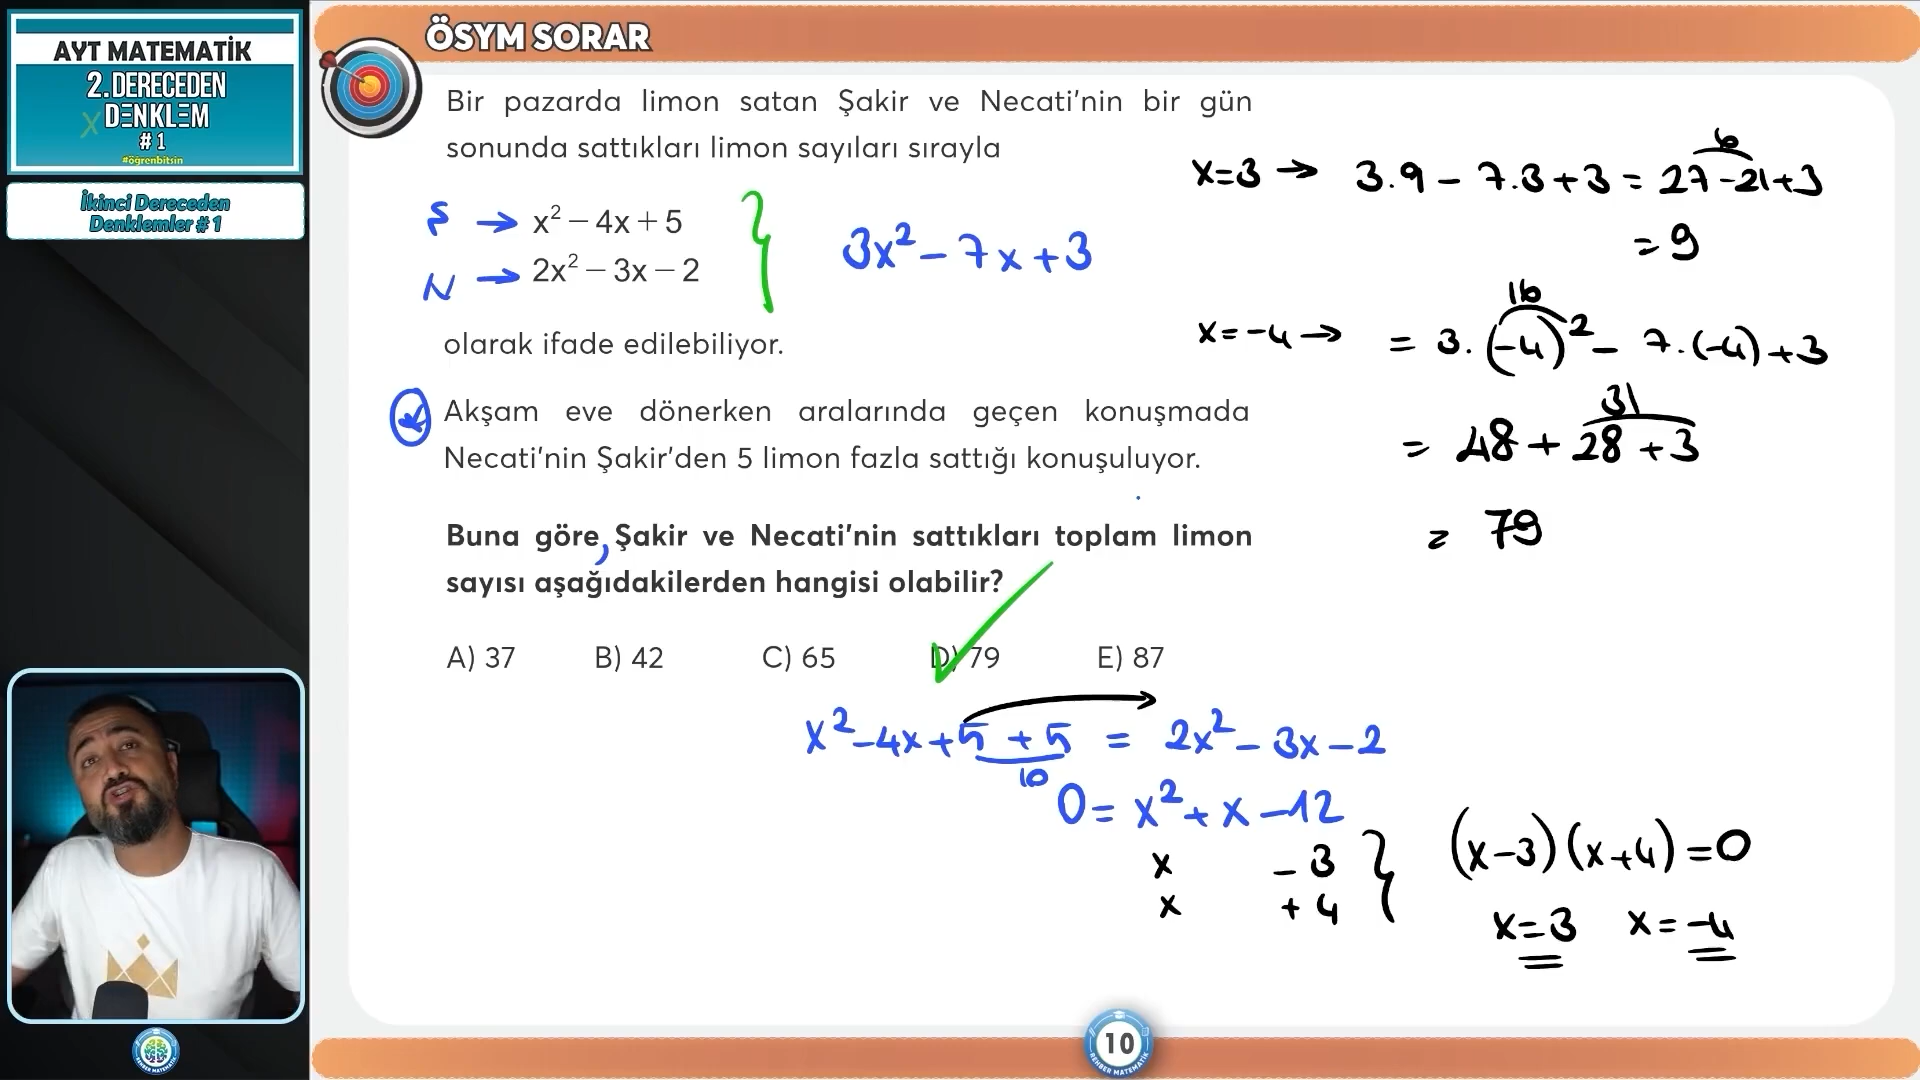 AYT MATEMATİK
2.DERECEDEN
DENKLEM
# 1
#öğrenbitsin
İkinci Dereceden
Denklemler # 1
ÖSYM SORAR
Bir pazarda limon satan Şakir ve Necati'nin bir gün
sonunda sattıkları limon sayıları sırayla
Ş → x² – 4x + 5
N → 2x² – 3x – 2
3x² – 7x + 3
olarak ifade edilebiliyor.
Akşam eve dönerken aralarında geçen konuşmada
Necati'nin Şakir'den 5 limon fazla sattığı konuşuluyor.
Buna göre, Şakir ve Necati'nin sattıkları toplam limon
sayısı aşağıdakilerden hangisi olabilir?
A) 37 B) 42 C) 65 D) 79 E) 87
x² – 4x + 5 + 5 = 2x² – 3x – 2
10
0 = x² + x – 12
x – 3
x + 4
(x – 3) (x + 4) = 0
x = 3 x = –4
6
x = 3 → 3.9 – 7.3 + 3 = 27 – 21 + 3
= 9
16
x = –4 → = 3.(–4)² – 7.(–4) + 3
31
= 48 + 28 + 3
= 79
10
REHBER MATEMATİK